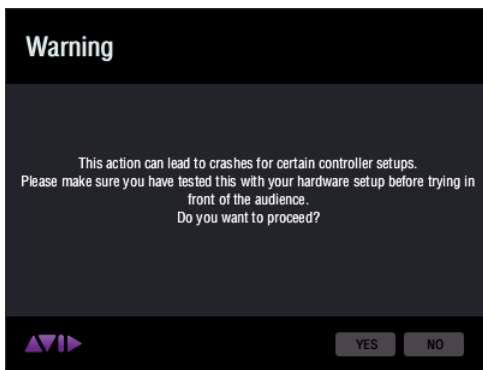 Warning
This action can lead to crashes for certain controller setups.
Please make sure you have tested this with your hardware setup before trying in
front of the audience.
Do you want to proceed?
AVID
YES NO